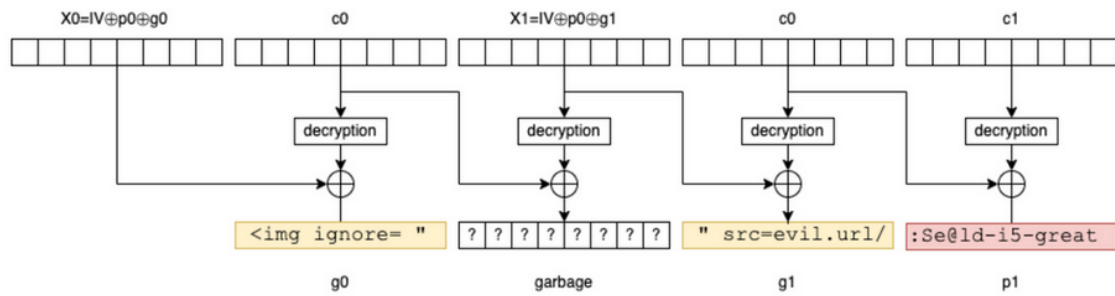 X0=IV⊕p0⊕g0 c0 X1=IV⊕p0⊕g1 c0 c1
decryption decryption decryption decryption
<img ignore= " ? ? ? ? ? ? ? ? " src=evil.url/ :Se@ld-i5-great
g0 garbage g1 p1